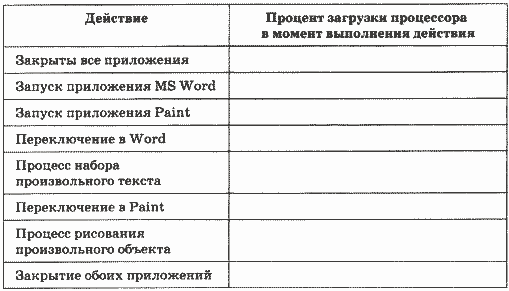 Действие
Процент загрузки процессора
в момент выполнения действия
Закрыты все приложения
Запуск приложения MS Word
Запуск приложения Paint
Переключение в Word
Процесс набора
произвольного текста
Переключение в Paint
Процесс рисования
произвольного объекта
Закрытие обоих приложений